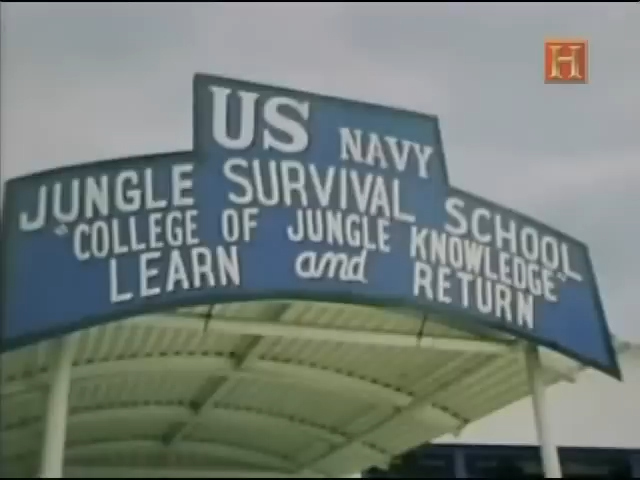 H
US NAVY
JUNGLE SURVIVAL SCHOOL
"COLLEGE OF JUNGLE KNOWLEDGE"
LEARN and RETURN